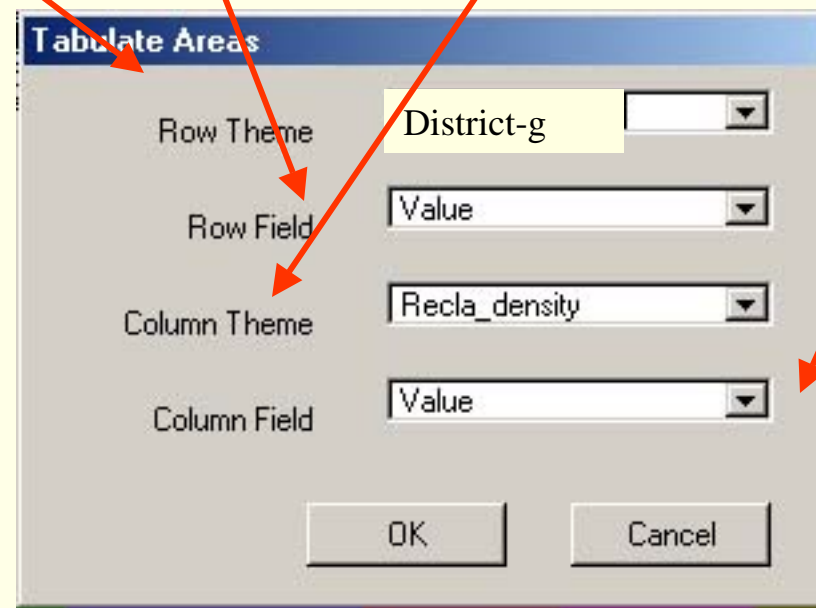 Tabulate Areas
Row Theme District-g
Row Field Value
Column Theme Recla_density
Column Field Value
OK Cancel